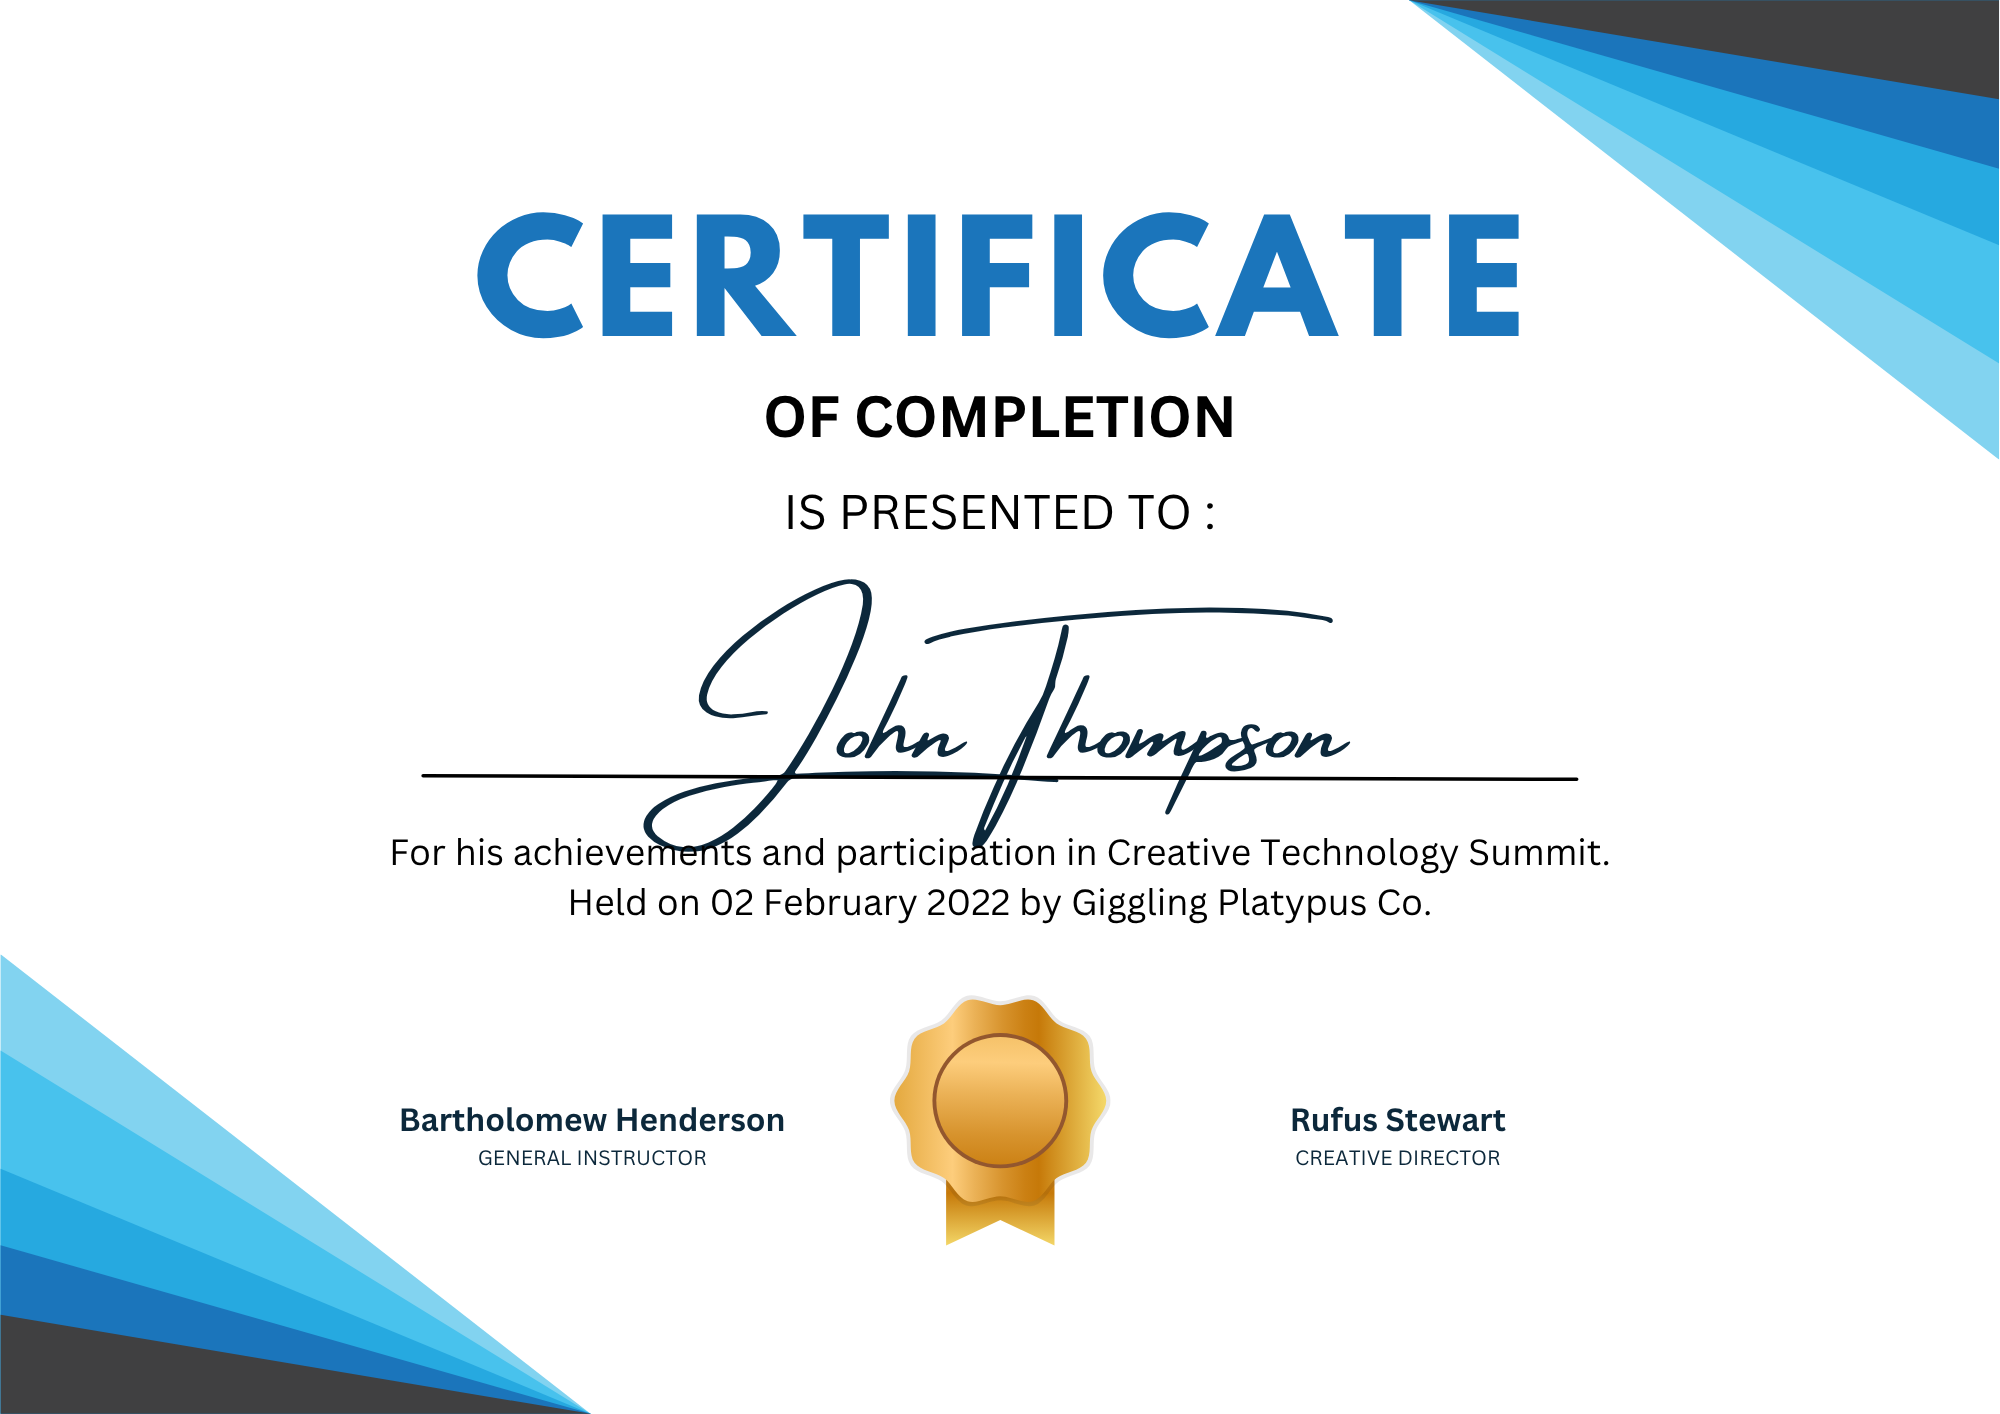 CERTIFICATE
OF COMPLETION
IS PRESENTED TO :
John Thompson
For his achievements and participation in Creative Technology Summit.
Held on 02 February 2022 by Giggling Platypus Co.
Bartholomew Henderson
GENERAL INSTRUCTOR
Rufus Stewart
CREATIVE DIRECTOR